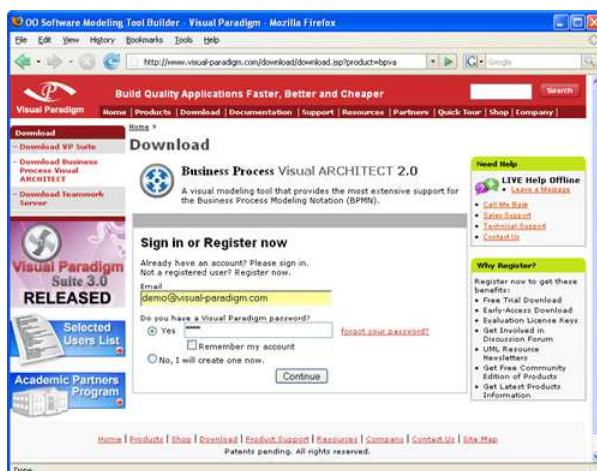 OO Software Modeling Tool Builder - Visual Paradigm - Mozilla Firefox
File Edit View History Bookmarks Tools Help
http://www.visual-paradigm.com/download/download.jsp?product=bpva
Google
Visual Paradigm
Build Quality Applications Faster, Better and Cheaper
Search
Home | Products | Download | Documentation | Support | Resources | Partners | Quick Tour | Shop | Company |
Download
- Download VP Suite
- Download Business
Process Visual
ARCHITECT
- Download Teamwork
Server
Visual Paradigm
Suite 3.0
RELEASED
Selected
Users List
Academic Partners
Program
Home »
Download
Business Process Visual ARCHITECT 2.0
A visual modeling tool that provides the most extensive support for
the Business Process Modeling Notation (BPMN).
Sign in or Register now
Already have an account? Please sign in.
Not a registered user? Register now.
Email
demo@visual-paradigm.com
Do you have a Visual Paradigm password?
Yes ****
forgot your password?
Remember my account
No, I will create one now.
Continue
Need Help
LIVE Help Offline
Leave a Message
Call Me Back
Sales Support
Technical Support
Contact Us
Why Register?
Register now to get these
benefits:
• Free Trial Download
• Early-Access Download
• Evaluation License Keys
• Get Involved in
Discussion Forum
• UML Resource
Newsletters
• Get Free Community
Edition of Products
• Get Latest Products
Information
Home | Products | Shop | Download | Product Support | Resources | Company | Contact Us | Site Map
Patents pending. All rights reserved.
Done